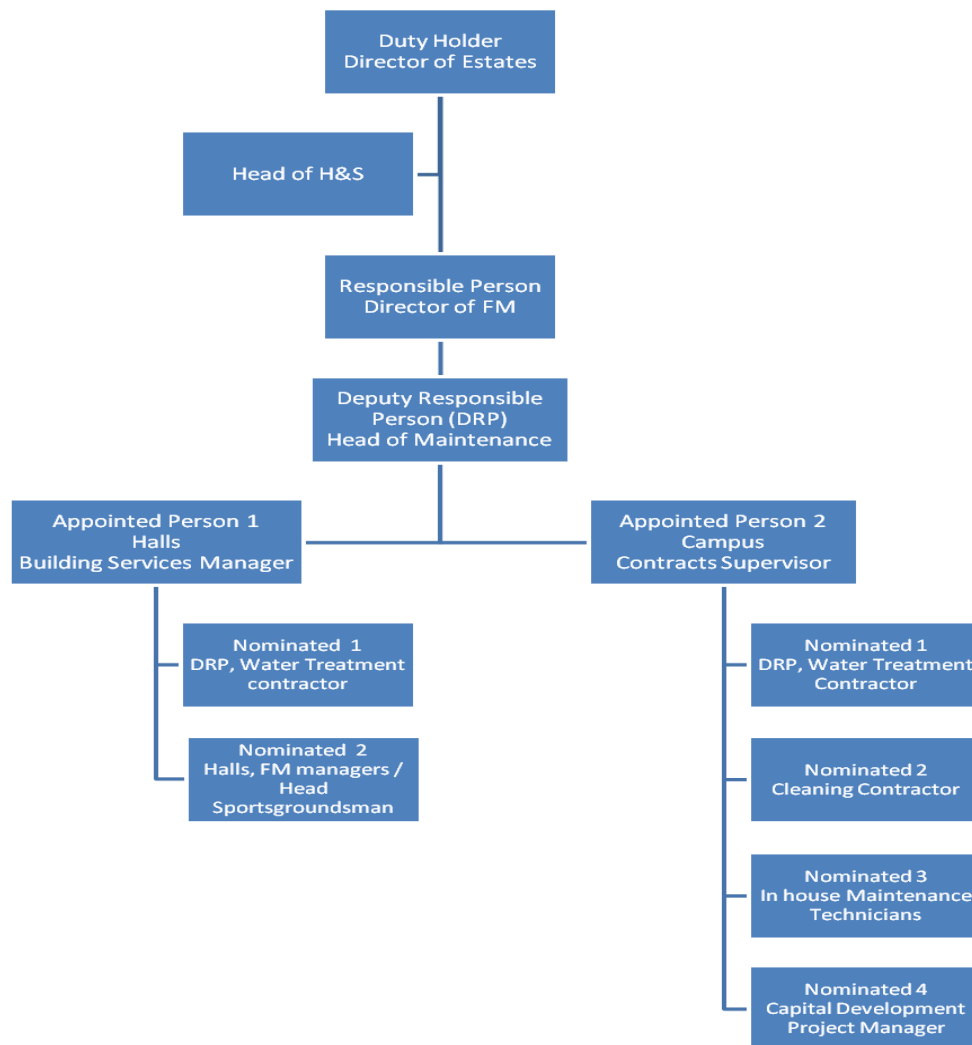 Duty Holder
Director of Estates
Head of H&S
Responsible Person
Director of FM
Deputy Responsible
Person (DRP)
Head of Maintenance
Appointed Person 1
Halls
Building Services Manager
Appointed Person 2
Campus
Contracts Supervisor
Nominated 1
DRP, Water Treatment
contractor
Nominated 2
Halls, FM managers /
Head
Sportsgroundsman
Nominated 1
DRP, Water Treatment
Contractor
Nominated 2
Cleaning Contractor
Nominated 3
In house Maintenance
Technicians
Nominated 4
Capital Development
Project Manager